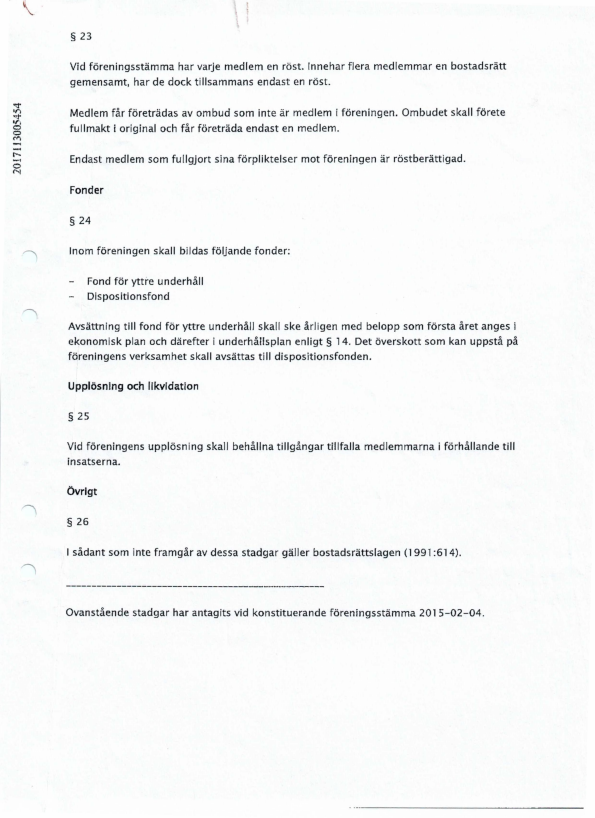 § 23
Vid föreningsstämma har varje medlem en röst. Innehar flera medlemmar en bostadsrätt
gemensamt, har de dock tillsammans endast en röst.
Medlem får företrädas av ombud som inte är medlem i föreningen. Ombudet skall förete
fullmakt i original och får företräda endast en medlem.
Endast medlem som fullgjort sina förpliktelser mot föreningen är röstberättigad.
Fonder
§ 24
Inom föreningen skall bildas följande fonder:
– Fond för yttre underhåll
– Dispositionsfond
Avsättning till fond för yttre underhåll skall ske årligen med belopp som första året anges i
ekonomisk plan och därefter i underhållsplan enligt § 14. Det överskott som kan uppstå på
föreningens verksamhet skall avsättas till dispositionsfonden.
Upplösning och likvidation
§ 25
Vid föreningens upplösning skall behållna tillgångar tillfalla medlemmarna i förhållande till
insatserna.
Övrigt
§ 26
I sådant som inte framgår av dessa stadgar gäller bostadsrättslagen (1991:614).
Ovanstående stadgar har antagits vid konstituerande föreningsstämma 2015-02-04.
2017113005454